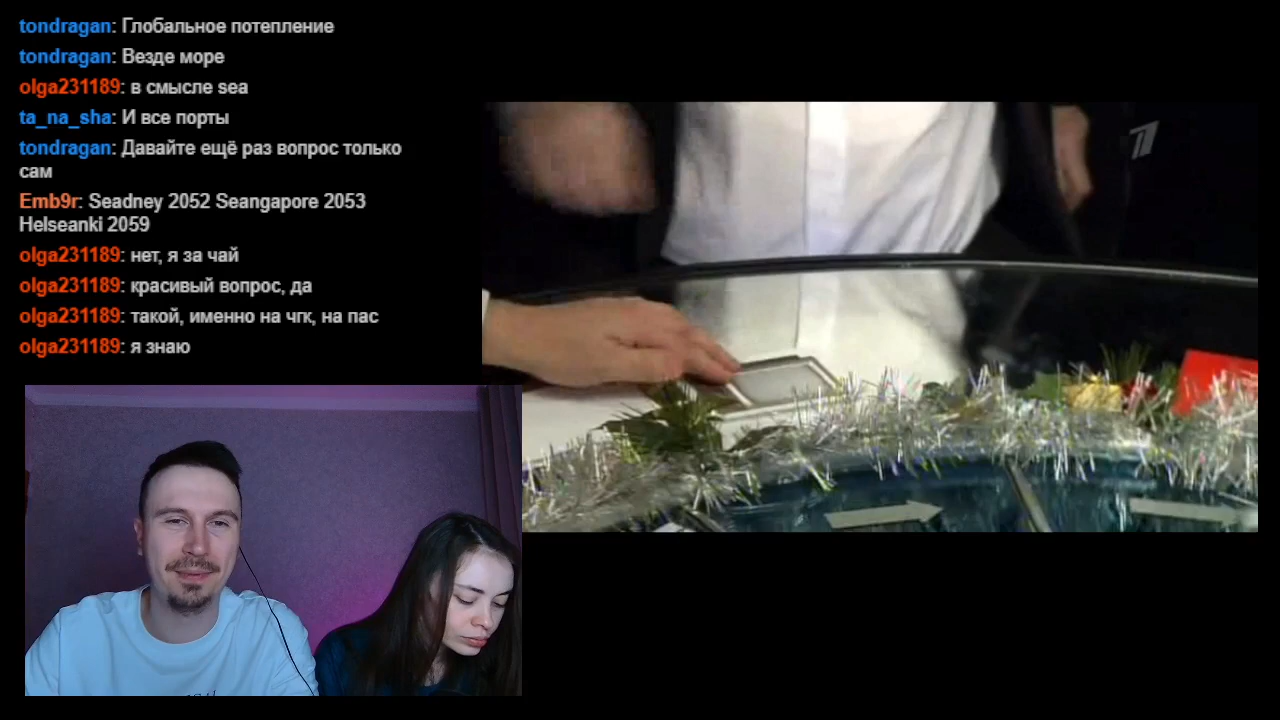 tondragan: Глобальное потепление
tondragan: Везде море
olga231189: в смысле sea
ta_na_sha: И все порты
tondragan: Давайте ещё раз вопрос только
сам
Emb9r: Seadney 2052 Seangapore 2053
Helseanki 2059
olga231189: нет, я за чай
olga231189: красивый вопрос, да
olga231189: такой, именно на чгк, на пас
olga231189: я знаю